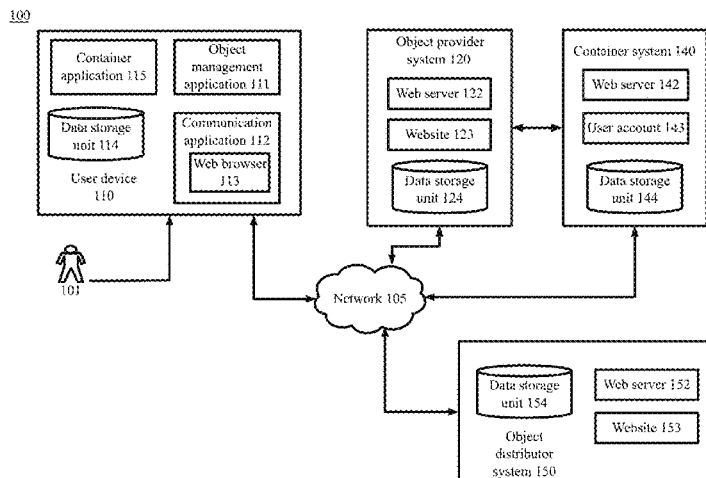 100
Container
application 115
Object
management
application 111
Data storage
unit 114
Communication
application 112
Web browser
113
User device
110
101
Object provider
system 120
Web server 122
Website 123
Data storage
unit 124
Container system 140
Web server 142
User account 143
Data storage
unit 144
Network 105
Data storage
unit 154
Web server 152
Website 153
Object
distributor
system 150